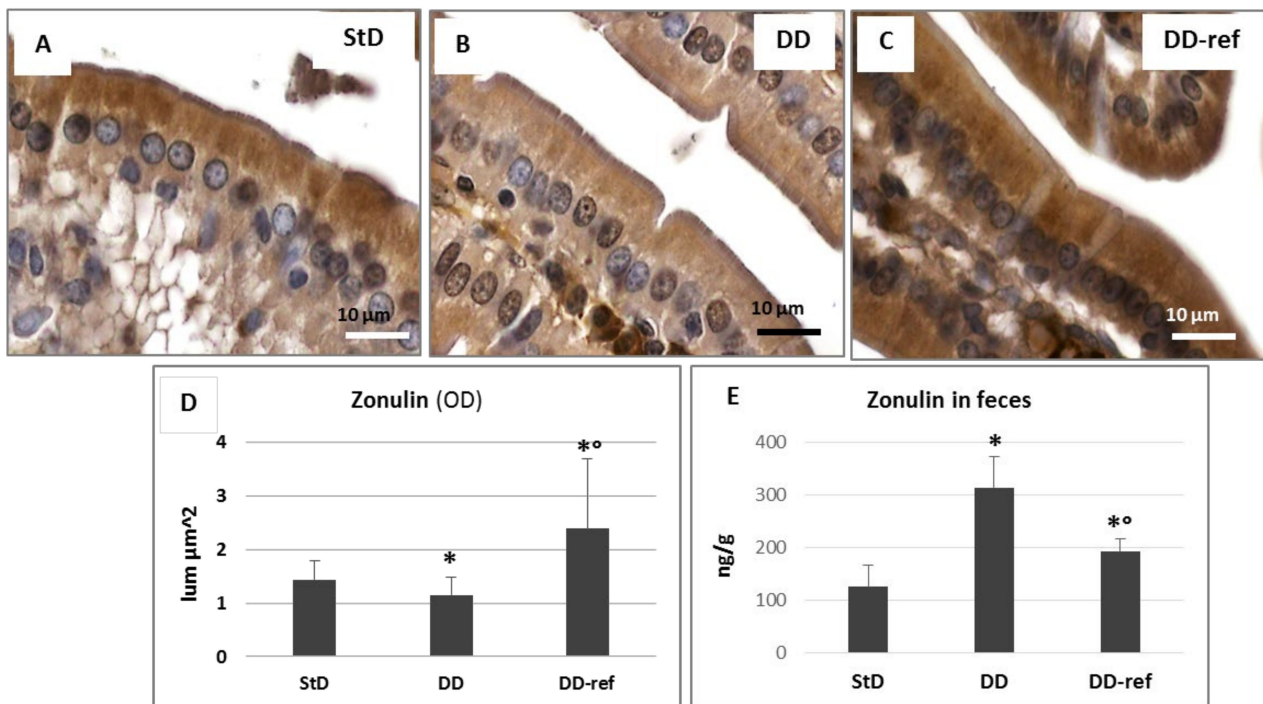 A
StD
10 µm
B
DD
10 µm
C
DD-ref
10 µm
D
Zonulin (OD)
lum µm^2
4
3
2
1
0
*
*°
StD
DD
DD-ref
E
Zonulin in feces
ng/g
400
300
200
100
0
*
*°
StD
DD
DD-ref